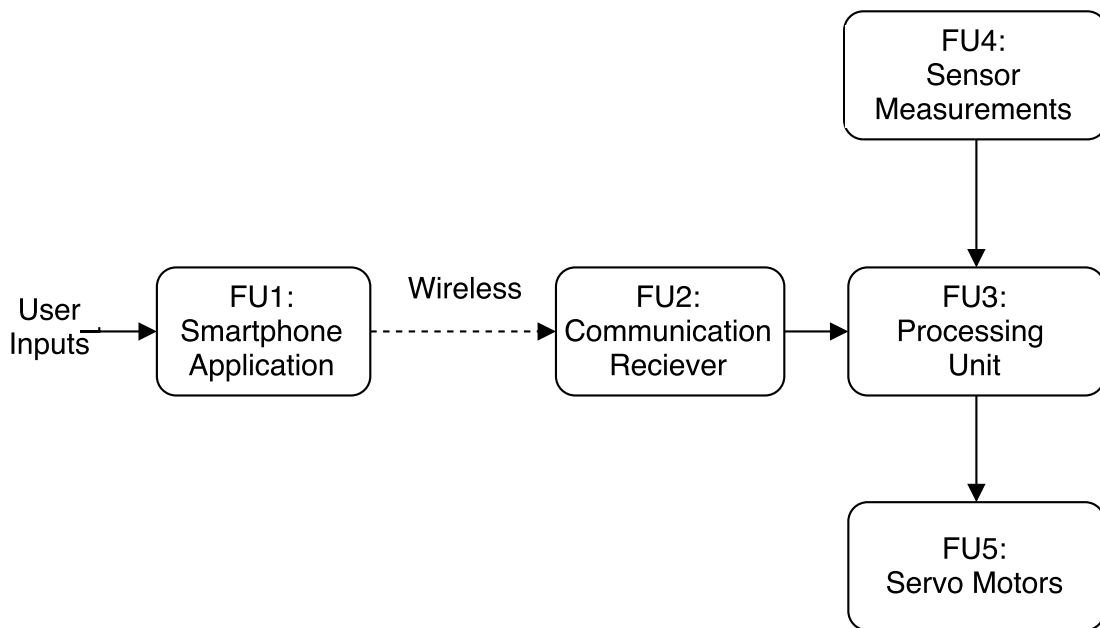 FU4:
Sensor
Measurements
User
Inputs
FU1:
Smartphone
Application
Wireless
FU2:
Communication
Reciever
FU3:
Processing
Unit
FU5:
Servo Motors